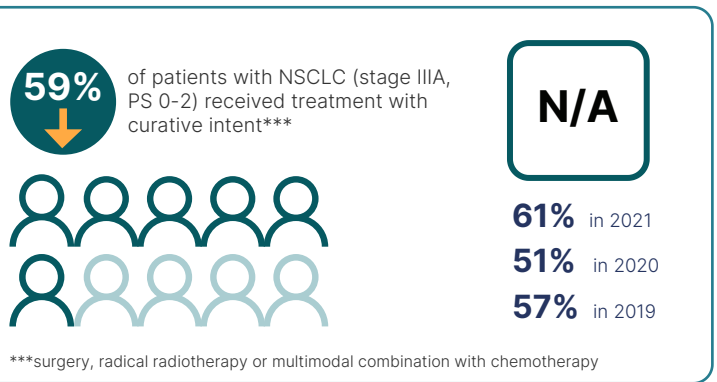 59%
of patients with NSCLC (stage IIIA,
PS 0-2) received treatment with
curative intent***
N/A
61% in 2021
51% in 2020
57% in 2019
***surgery, radical radiotherapy or multimodal combination with chemotherapy